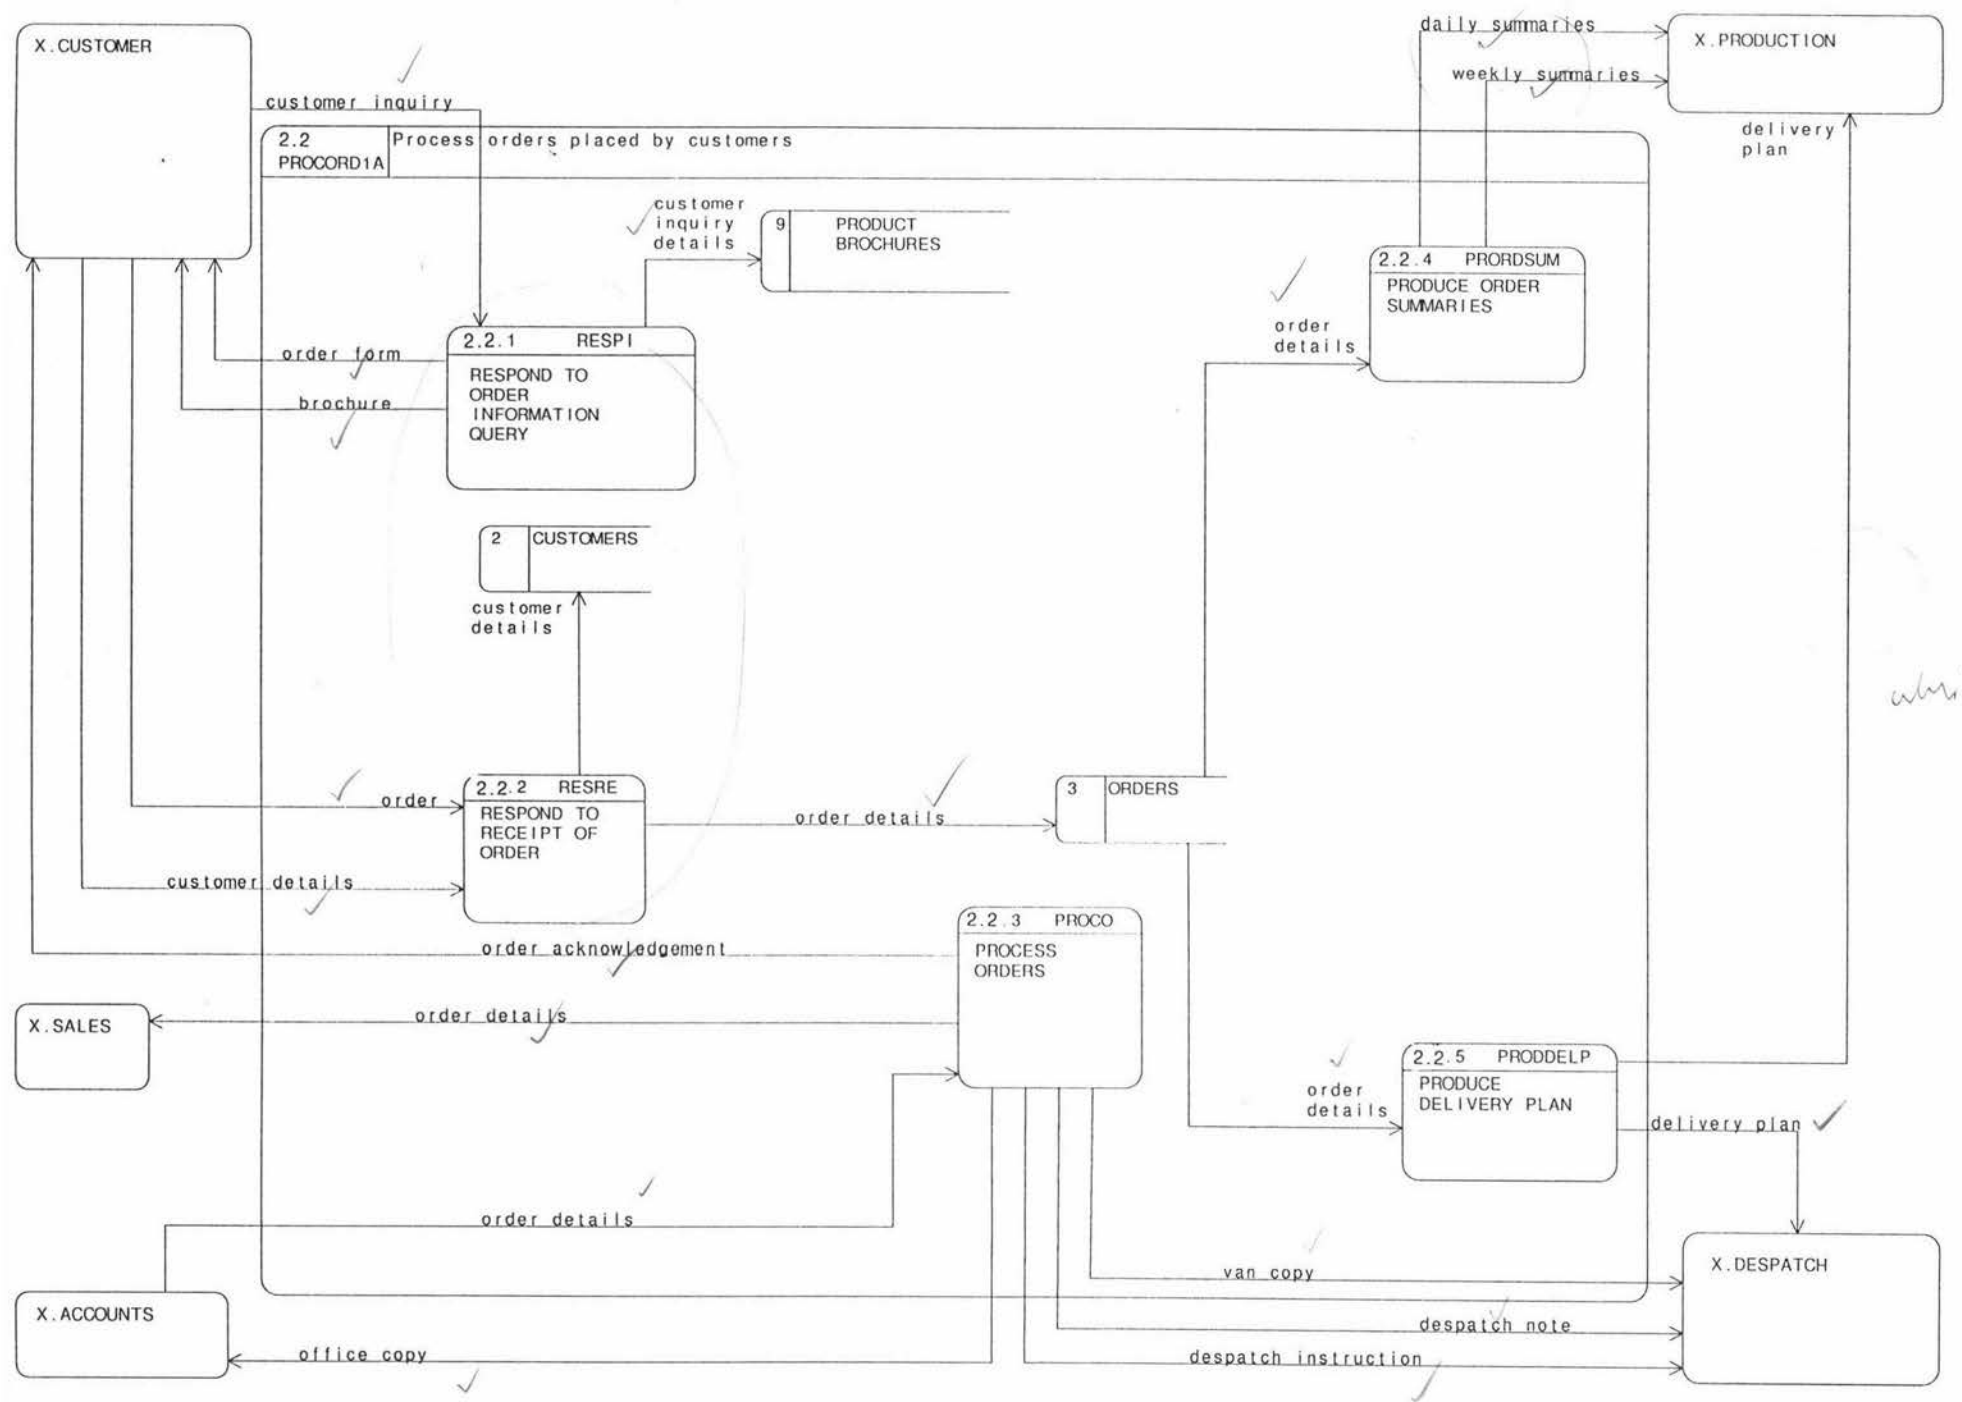 X.CUSTOMER
daily summaries
X.PRODUCTION
weekly summaries
customer inquiry
delivery
plan
2.2
PROCORD1A
Process orders placed by customers
customer
inquiry
details
9
PRODUCT
BROCHURES
2.2.4 PRORDSUM
PRODUCE ORDER
SUMMARIES
order
details
2.2.1 RESPI
RESPOND TO
ORDER
INFORMATION
QUERY
order form
brochure
2
CUSTOMERS
customer
details
2.2.2 RESRE
RESPOND TO
RECEIPT OF
ORDER
order
order details
3
ORDERS
customer details
2.2.3 PROCO
PROCESS
ORDERS
order acknowledgement
X.SALES
order details
2.2.5 PRODDELP
PRODUCE
DELIVERY PLAN
order
details
delivery plan
order details
X.DESPATCH
van copy
X.ACCOUNTS
despatch note
office copy
despatch instruction